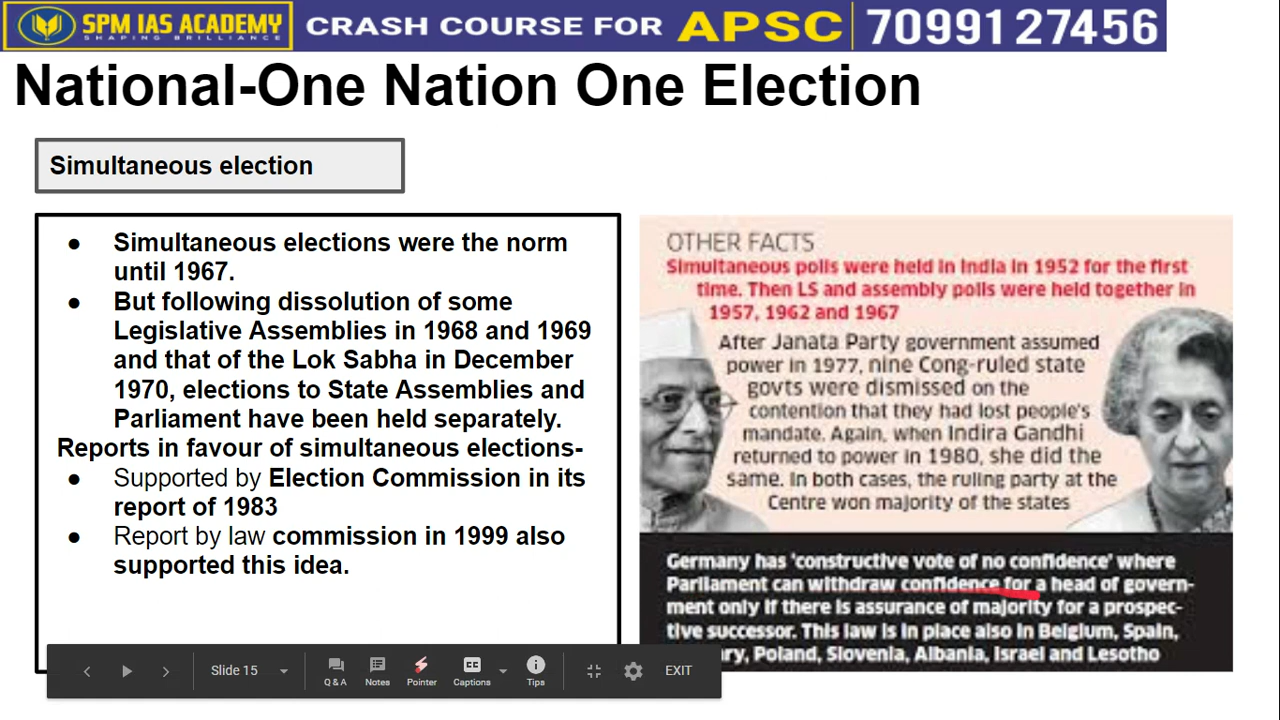 SPM IAS ACADEMY
SHAPING BRILLIANCE
CRASH COURSE FOR APSC 7099127456
National-One Nation One Election
Simultaneous election
● Simultaneous elections were the norm
until 1967.
● But following dissolution of some
Legislative Assemblies in 1968 and 1969
and that of the Lok Sabha in December
1970, elections to State Assemblies and
Parliament have been held separately.
Reports in favour of simultaneous elections-
● Supported by Election Commission in its
report of 1983
● Report by law commission in 1999 also
supported this idea.
OTHER FACTS
Simultaneous polls were held in India in 1952 for the first
time. Then LS and assembly polls were held together in
1957, 1962 and 1967
After Janata Party government assumed
power in 1977, nine Cong-ruled state
govts were dismissed on the
contention that they had lost people's
mandate. Again, when Indira Gandhi
returned to power in 1980, she did the
same. In both cases, the ruling party at the
Centre won majority of the states
Germany has 'constructive vote of no confidence' where
Parliament can withdraw confidence for a head of govern-
ment only if there is assurance of majority for a prospec-
tive successor. This law is in place also in Belgium, Spain,
ry, Poland, Slovenia, Albania, Israel and Lesotho
Slide 15
Q & A
Notes
Pointer
CC
Captions
Tips
EXIT